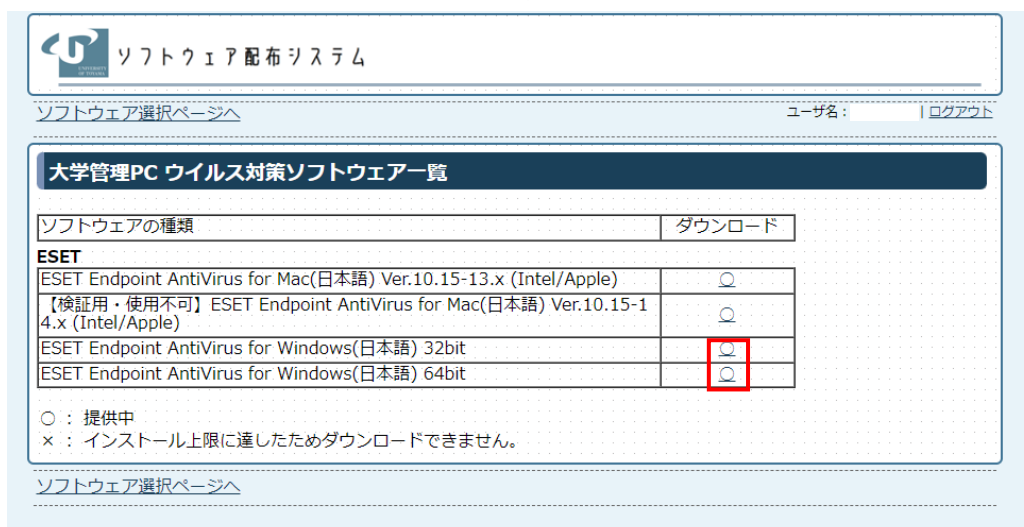 ソフトウェア配布システム
UNIVERSITY
OF TOYAMA
ソフトウェア選択ページへ
ユーザ名： | ログアウト
大学管理PC ウイルス対策ソフトウェア一覧
ソフトウェアの種類 ダウンロード
ESET
ESET Endpoint AntiVirus for Mac(日本語) Ver.10.15-13.x (Intel/Apple) ○
【検証用・使用不可】ESET Endpoint AntiVirus for Mac(日本語) Ver.10.15-1
4.x (Intel/Apple) ○
ESET Endpoint AntiVirus for Windows(日本語) 32bit ○
ESET Endpoint AntiVirus for Windows(日本語) 64bit ○
○ ： 提供中
× ： インストール上限に達したためダウンロードできません。
ソフトウェア選択ページへ